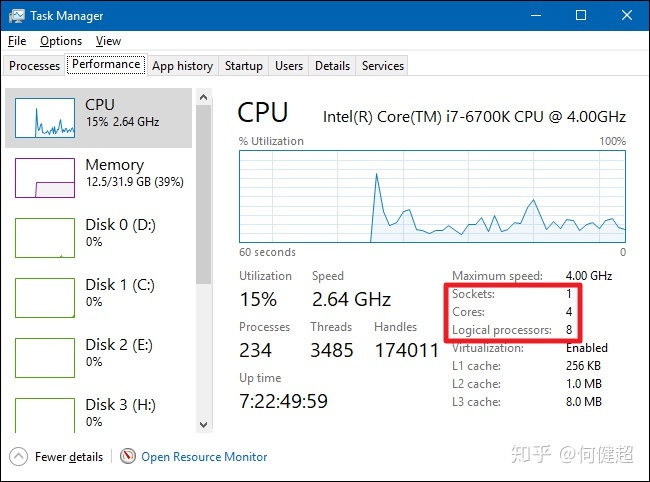 Task Manager
File Options View
Processes Performance App history Startup Users Details Services
CPU
15% 2.64 GHz
Memory
12.5/31.9 GB (39%)
Disk 0 (D:)
0%
Disk 1 (C:)
0%
Disk 2 (E:)
0%
Disk 3 (H:)
0%
CPU Intel(R) Core(TM) i7-6700K CPU @ 4.00GHz
% Utilization 100%
60 seconds 0
Utilization Speed
15% 2.64 GHz
Processes Threads Handles
234 3485 174011
Up time
7:22:49:59
Maximum speed: 4.00 GHz
Sockets: 1
Cores: 4
Logical processors: 8
Virtualization: Enabled
L1 cache: 256 KB
L2 cache: 1.0 MB
L3 cache: 8.0 MB
Fewer details Open Resource Monitor
知乎 @何健超